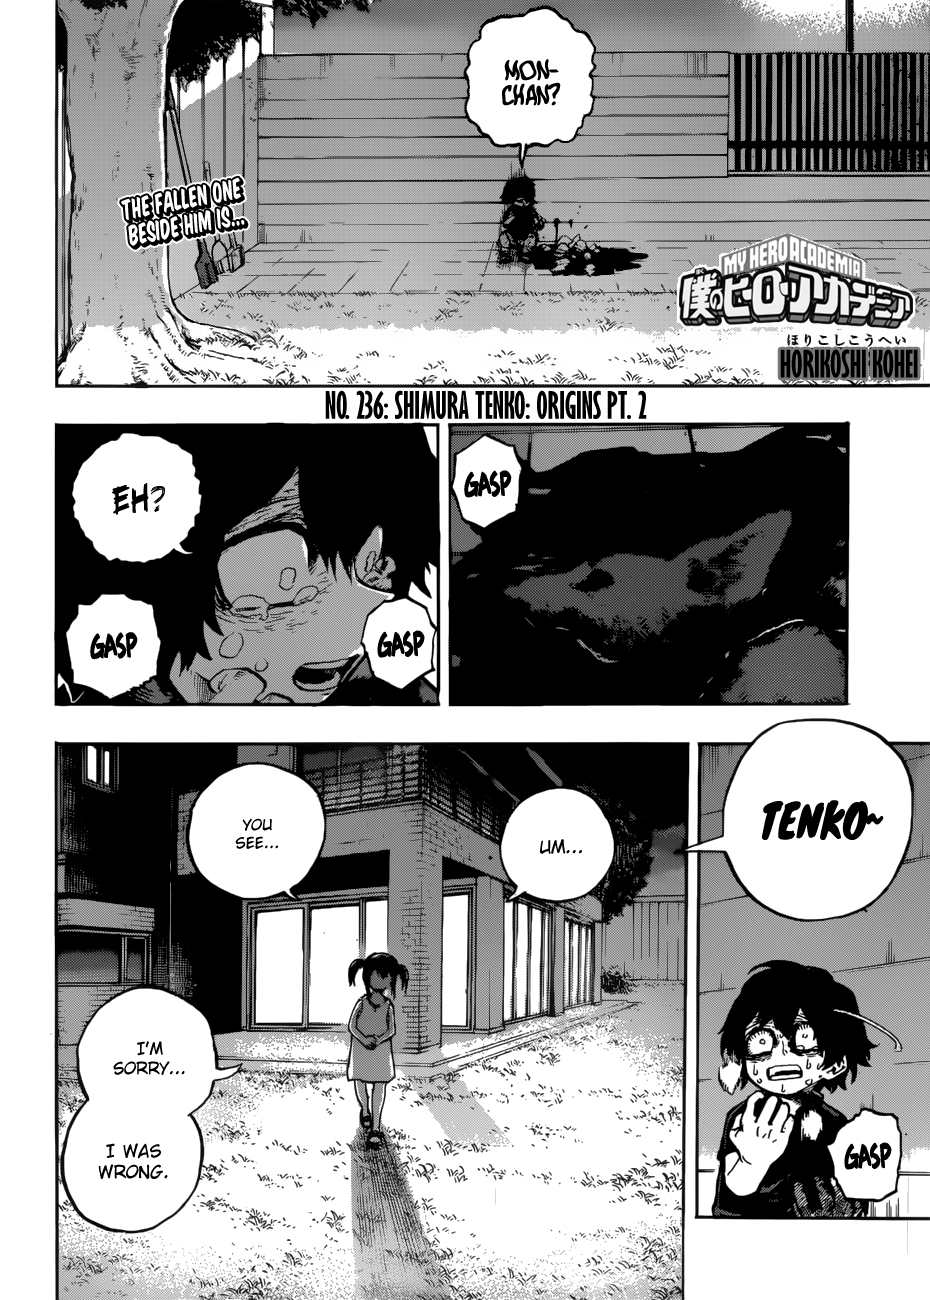 MON-
CHAN?
THE FALLEN ONE
BESIDE HIM IS...
MY HERO ACADEMIA
僕のヒーローアカデミア
ほりこしこうへい
HORIKOSHI KOHEI
NO. 236: SHIMURA TENKO: ORIGINS PT. 2
GASP
EH?
GASP
GASP
TENKO~
GASP
UM...
YOU
SEE...
I'M
SORRY...
I WAS
WRONG.